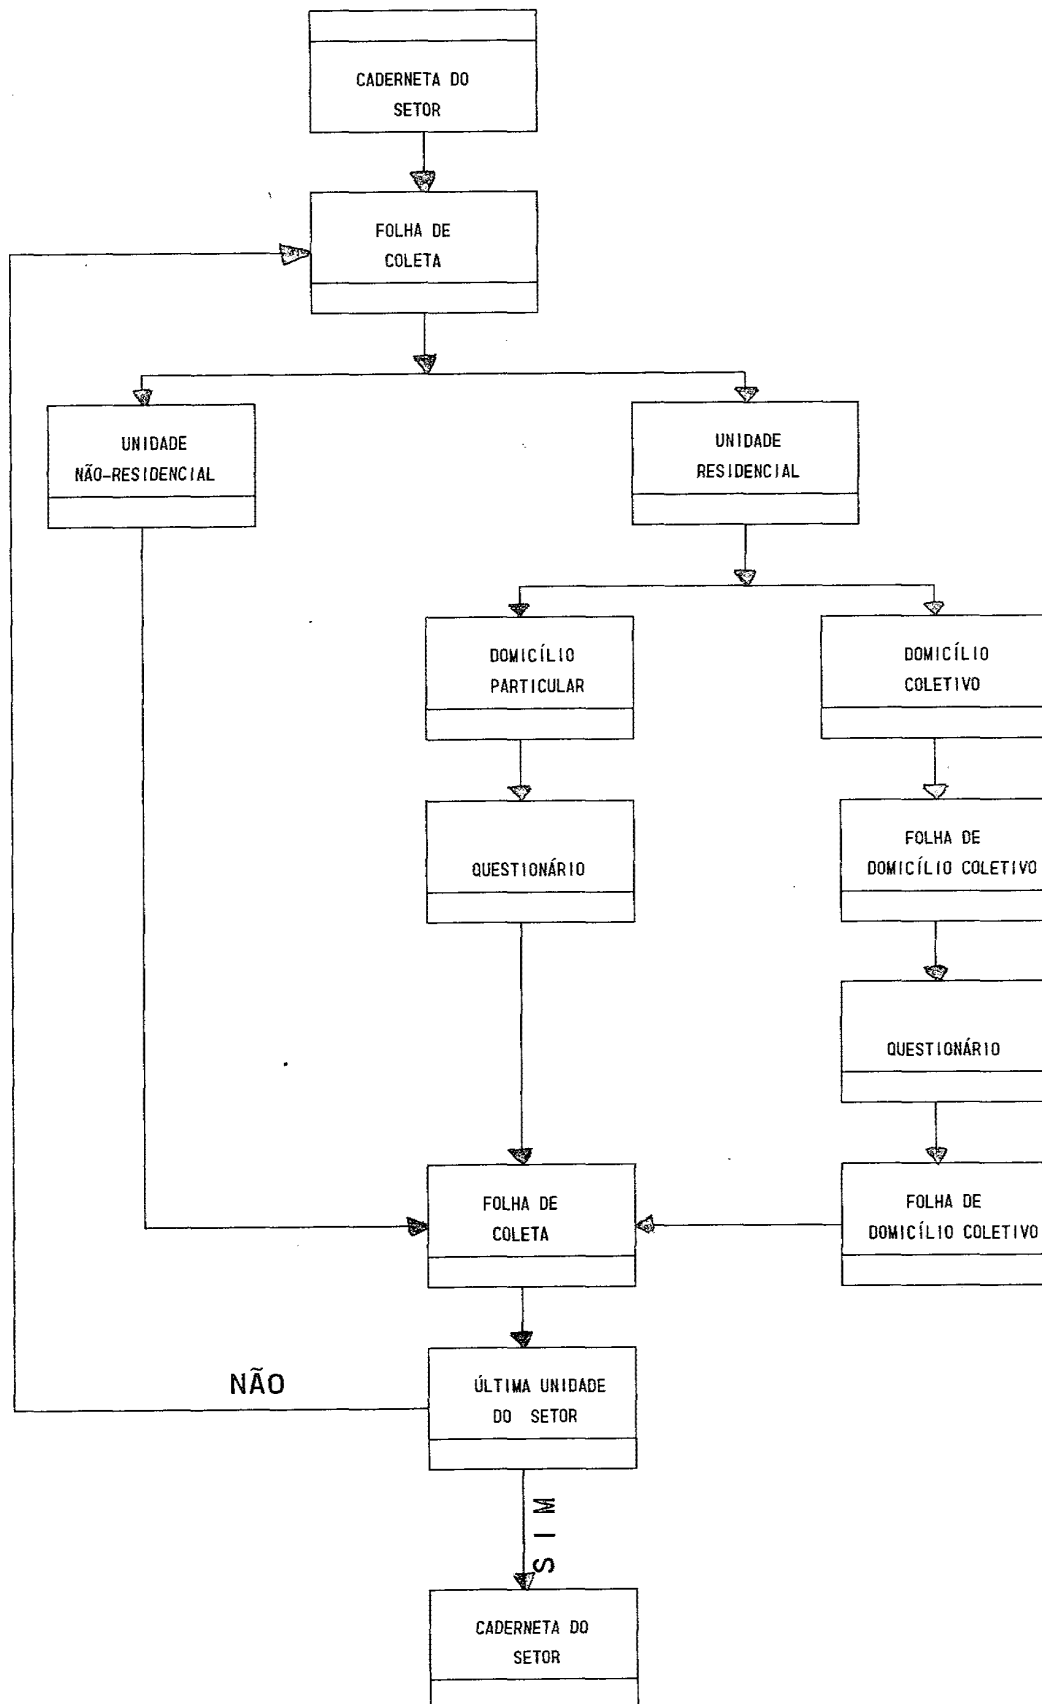 CADERNETA DO
SETOR
FOLHA DE
COLETA
UNIDADE
NÃO-RESIDENCIAL
UNIDADE
RESIDENCIAL
DOMICÍLIO
PARTICULAR
DOMICÍLIO
COLETIVO
QUESTIONÁRIO
FOLHA DE
DOMICÍLIO COLETIVO
QUESTIONÁRIO
FOLHA DE
COLETA
FOLHA DE
DOMICÍLIO COLETIVO
NÃO
ÚLTIMA UNIDADE
DO SETOR
SIM
CADERNETA DO
SETOR